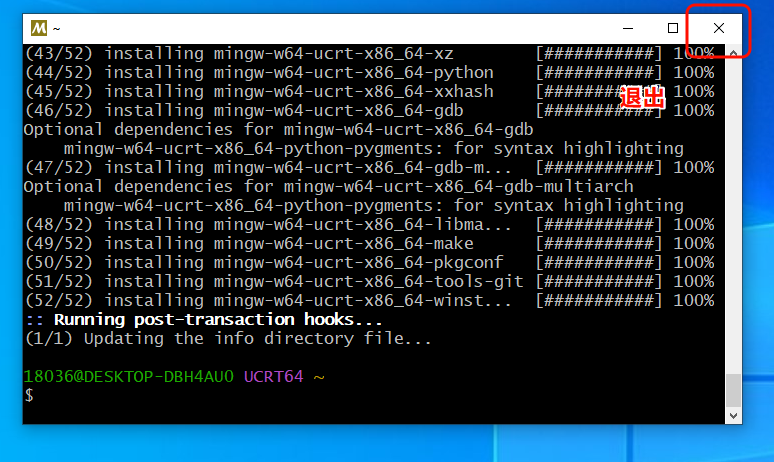 ~
(43/52) installing mingw-w64-ucrt-x86_64-xz [###########] 100%
(44/52) installing mingw-w64-ucrt-x86_64-python [###########] 100%
(45/52) installing mingw-w64-ucrt-x86_64-xxhash [###########] 100%
退出
(46/52) installing mingw-w64-ucrt-x86_64-gdb [###########] 100%
Optional dependencies for mingw-w64-ucrt-x86_64-gdb
mingw-w64-ucrt-x86_64-python-pygments: for syntax highlighting
(47/52) installing mingw-w64-ucrt-x86_64-gdb-m... [###########] 100%
Optional dependencies for mingw-w64-ucrt-x86_64-gdb-multiarch
mingw-w64-ucrt-x86_64-python-pygments: for syntax highlighting
(48/52) installing mingw-w64-ucrt-x86_64-libma... [###########] 100%
(49/52) installing mingw-w64-ucrt-x86_64-make [###########] 100%
(50/52) installing mingw-w64-ucrt-x86_64-pkgconf [###########] 100%
(51/52) installing mingw-w64-ucrt-x86_64-tools-git [###########] 100%
(52/52) installing mingw-w64-ucrt-x86_64-winst... [###########] 100%
:: Running post-transaction hooks...
(1/1) Updating the info directory file...
18036@DESKTOP-DBH4AUO UCRT64 ~
$